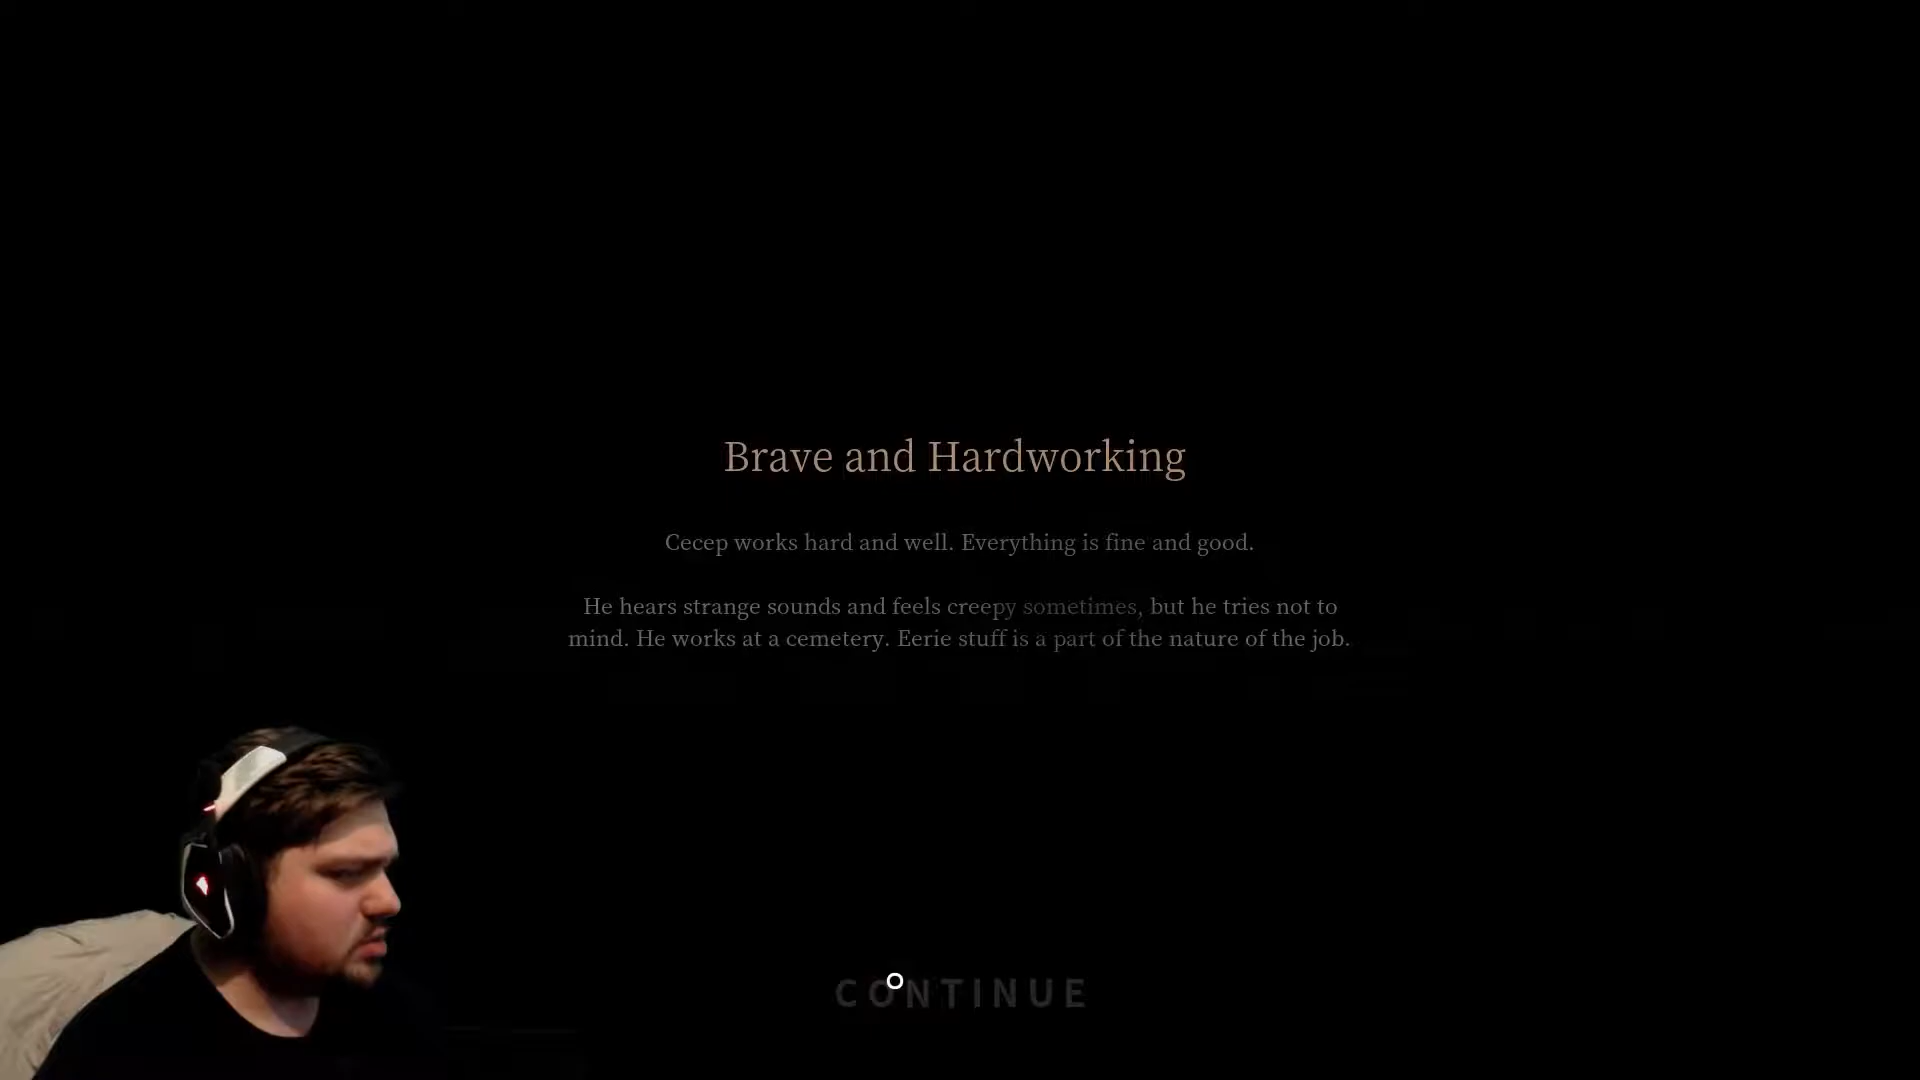 Brave and Hardworking
Cecep works hard and well. Everything is fine and good.
He hears strange sounds and feels creepy sometimes, but he tries not to
mind. He works at a cemetery. Eerie stuff is a part of the nature of the job.
CONTINUE